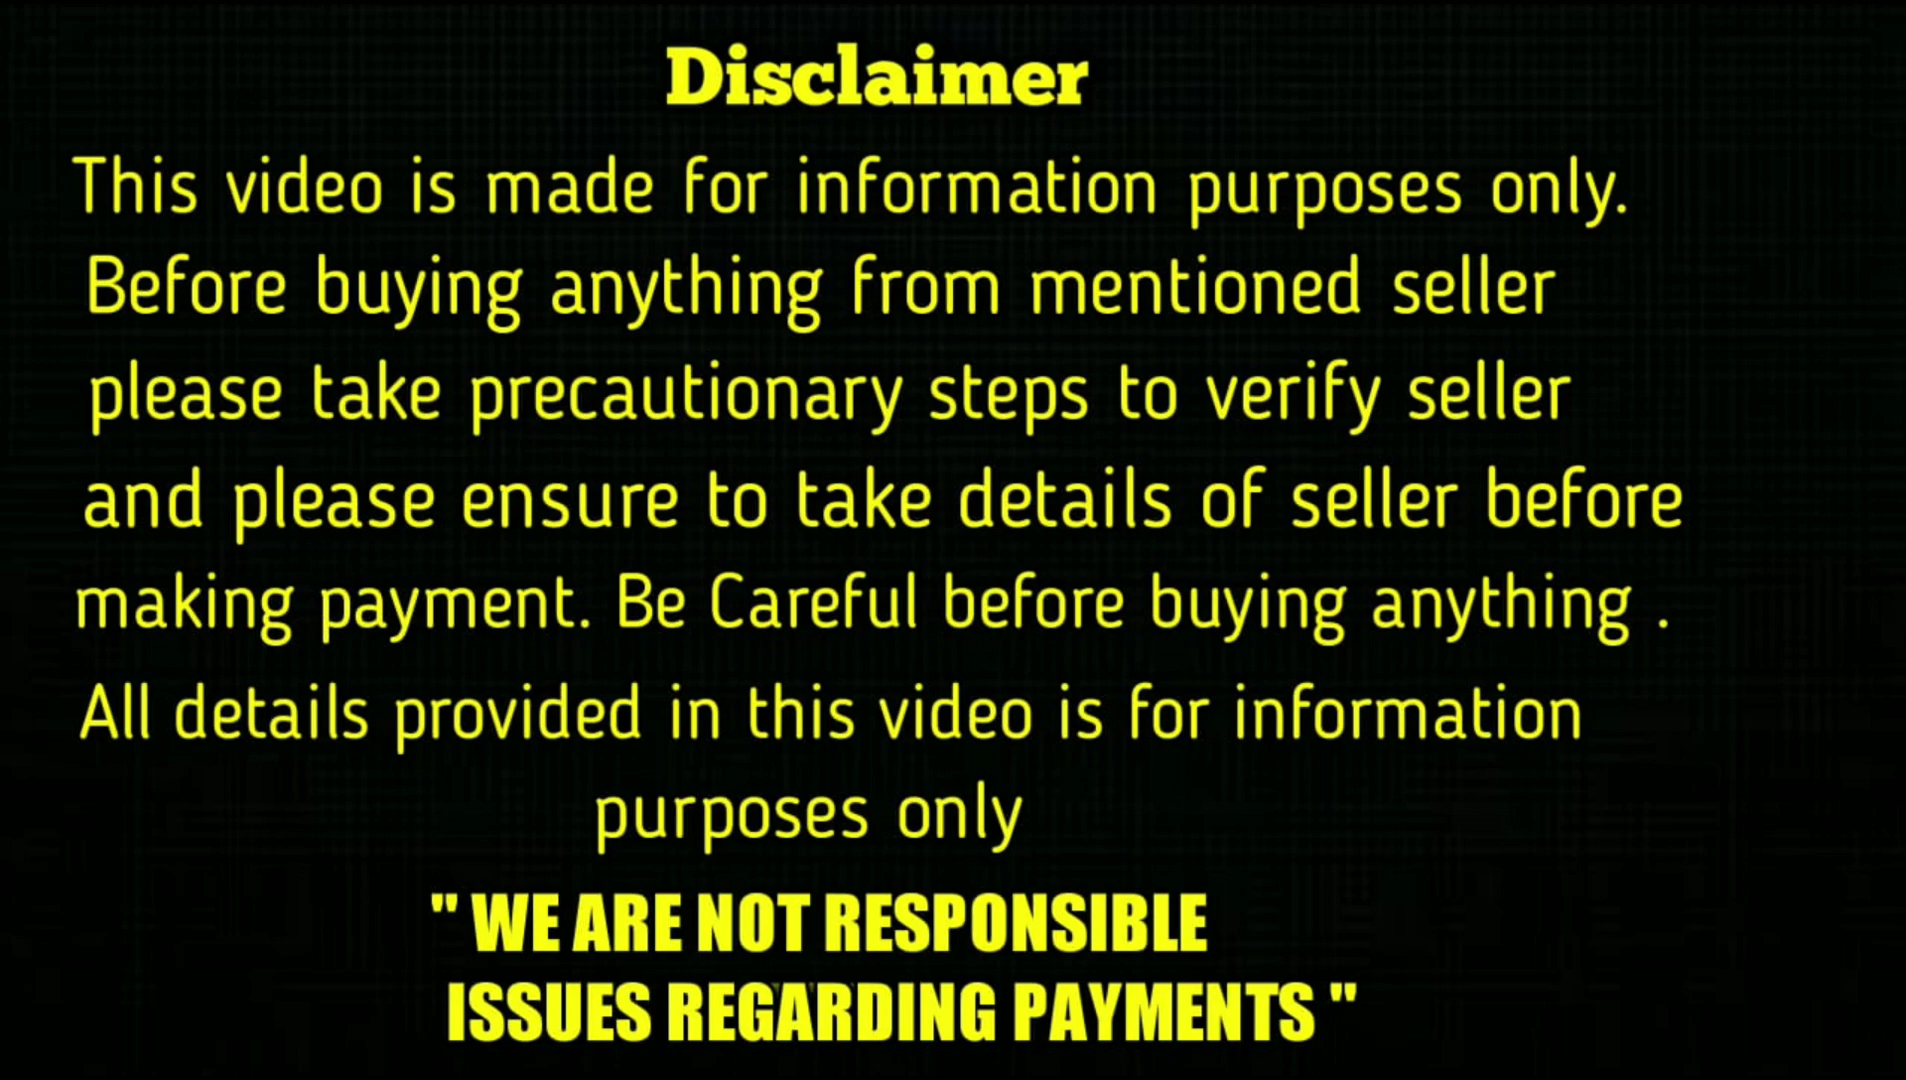 Disclaimer
This video is made for information purposes only.
Before buying anything from mentioned seller
please take precautionary steps to verify seller
and please ensure to take details of seller before
making payment. Be Careful before buying anything .
All details provided in this video is for information
purposes only
" WE ARE NOT RESPONSIBLE
ISSUES REGARDING PAYMENTS "